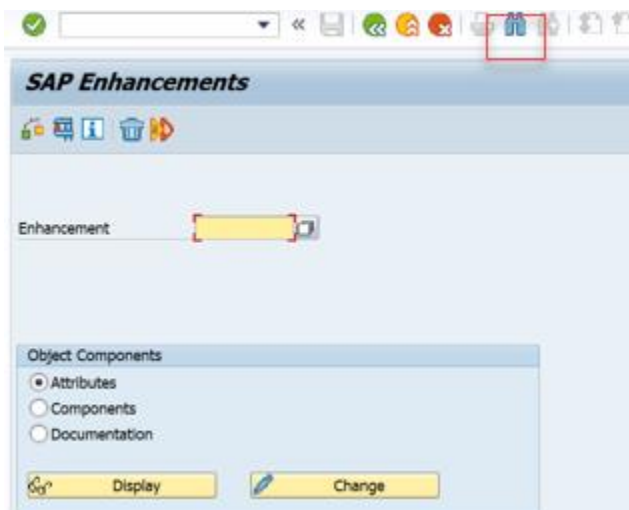 SAP Enhancements
Enhancement
Object Components
Attributes
Components
Documentation
Display
Change